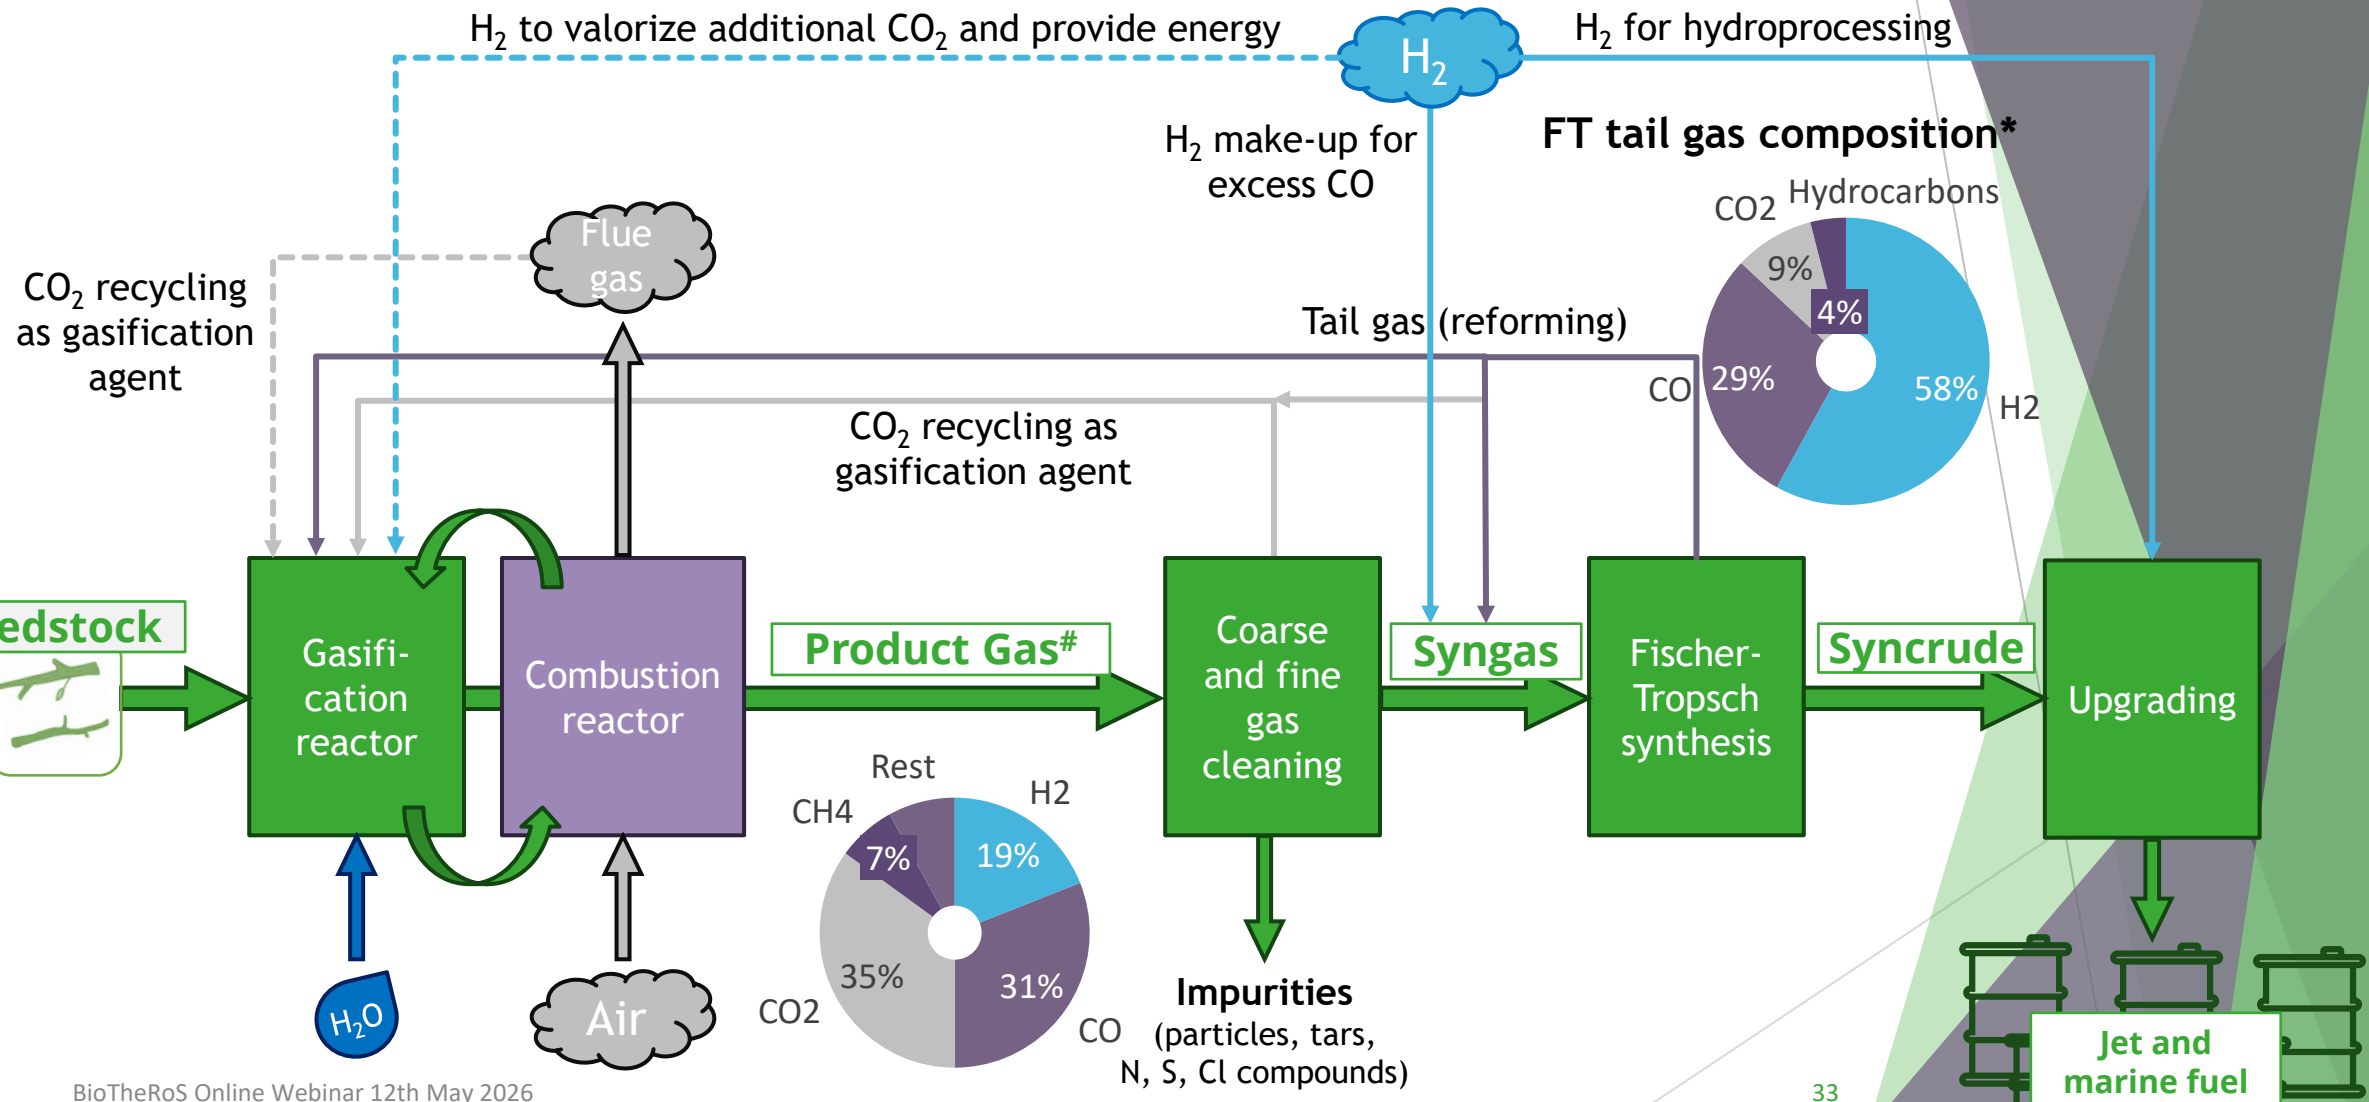 H₂ to valorize additional CO₂ and provide energy
H₂
H₂ for hydroprocessing
H₂ make-up for
excess CO
FT tail gas composition*
CO2
Hydrocarbons
9%
4%
CO
29%
58%
H2
Flue
gas
CO₂ recycling
as gasification
agent
Tail gas (reforming)
CO₂ recycling as
gasification agent
edstock
Gasifi-
cation
reactor
Combustion
reactor
Product Gas#
Coarse
and fine
gas
cleaning
Syngas
Fischer-
Tropsch
synthesis
Syncrude
Upgrading
Rest
CH4
H2
7%
19%
35%
31%
CO2
CO
H₂O
Air
Impurities
(particles, tars,
N, S, Cl compounds)
Jet and
marine fuel
BioTheRoS Online Webinar 12th May 2026
33